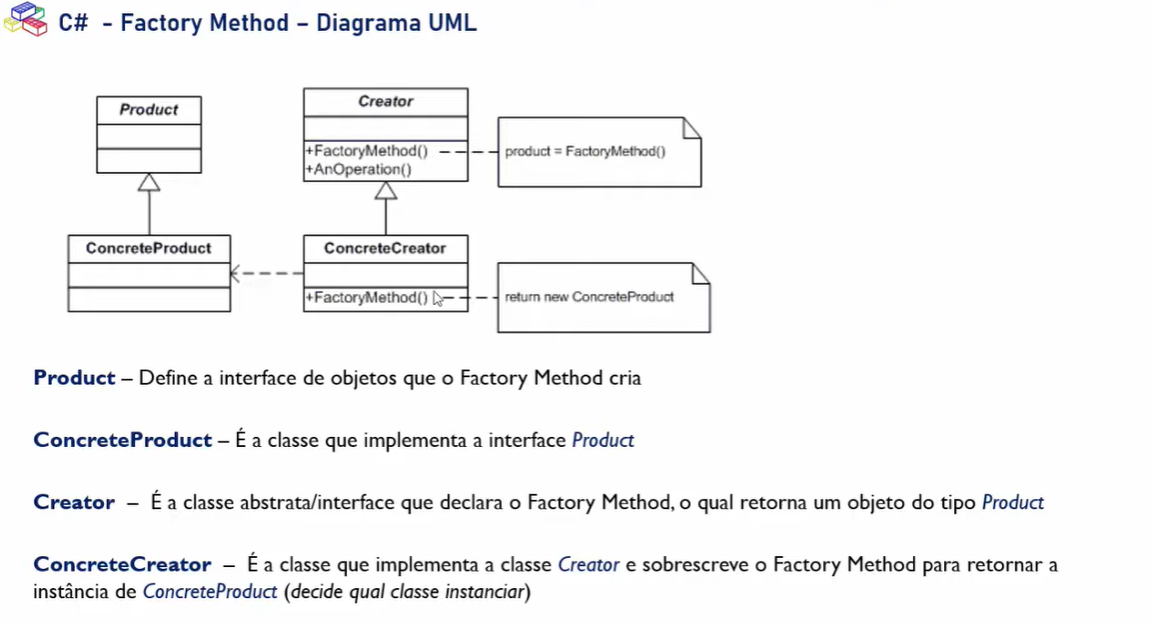 C# - Factory Method – Diagrama UML
Product
Creator
+FactoryMethod()
+AnOperation()
product = FactoryMethod()
ConcreteProduct
ConcreteCreator
+FactoryMethod()
return new ConcreteProduct
Product – Define a interface de objetos que o Factory Method cria
ConcreteProduct – É a classe que implementa a interface Product
Creator – É a classe abstrata/interface que declara o Factory Method, o qual retorna um objeto do tipo Product
ConcreteCreator – É a classe que implementa a classe Creator e sobrescreve o Factory Method para retornar a
instância de ConcreteProduct (decide qual classe instanciar)